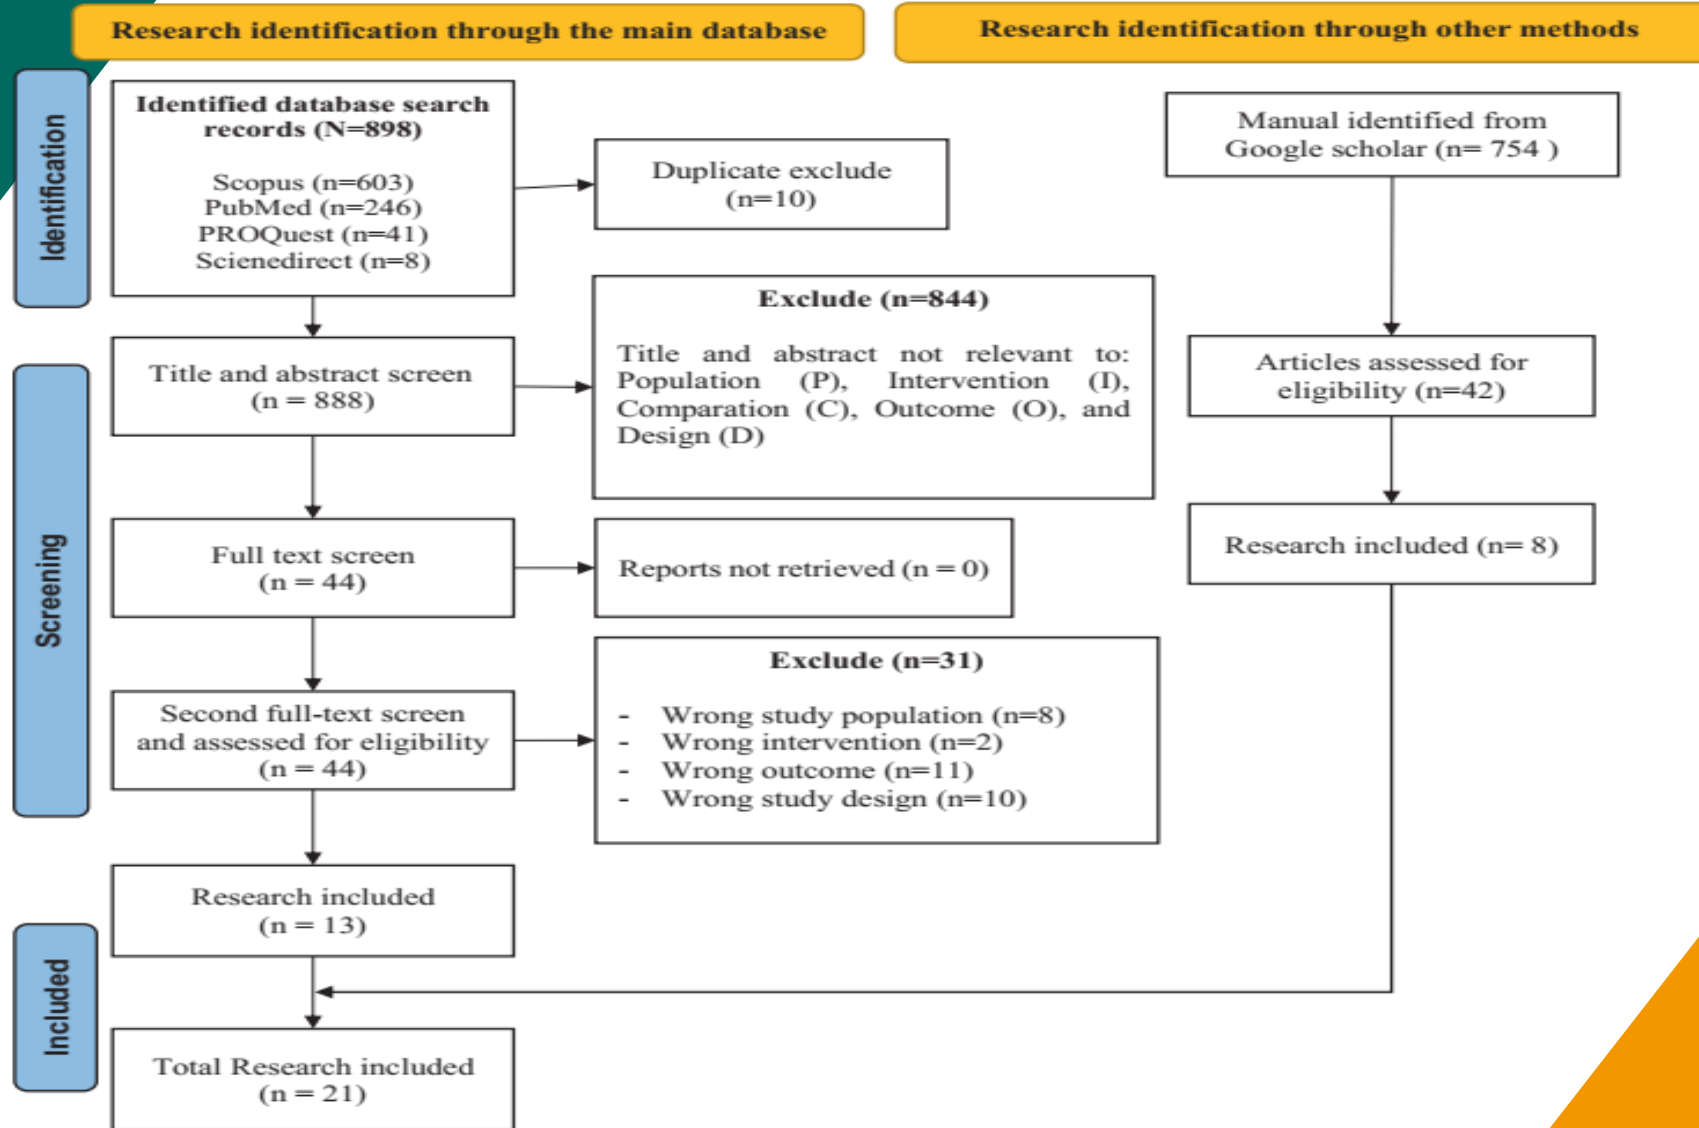 Research identification through the main database
Research identification through other methods
Identification
Identified database search
records (N=898)
Scopus (n=603)
PubMed (n=246)
PROQuest (n=41)
Scienedirect (n=8)
Duplicate exclude
(n=10)
Manual identified from
Google scholar (n= 754 )
Screening
Title and abstract screen
(n = 888)
Exclude (n=844)
Title and abstract not relevant to:
Population (P), Intervention (I),
Comparation (C), Outcome (O), and
Design (D)
Articles assessed for
eligibility (n=42)
Full text screen
(n = 44)
Reports not retrieved (n = 0)
Research included (n= 8)
Second full-text screen
and assessed for eligibility
(n = 44)
Exclude (n=31)
- Wrong study population (n=8)
- Wrong intervention (n=2)
- Wrong outcome (n=11)
- Wrong study design (n=10)
Research included
(n = 13)
Included
Total Research included
(n = 21)